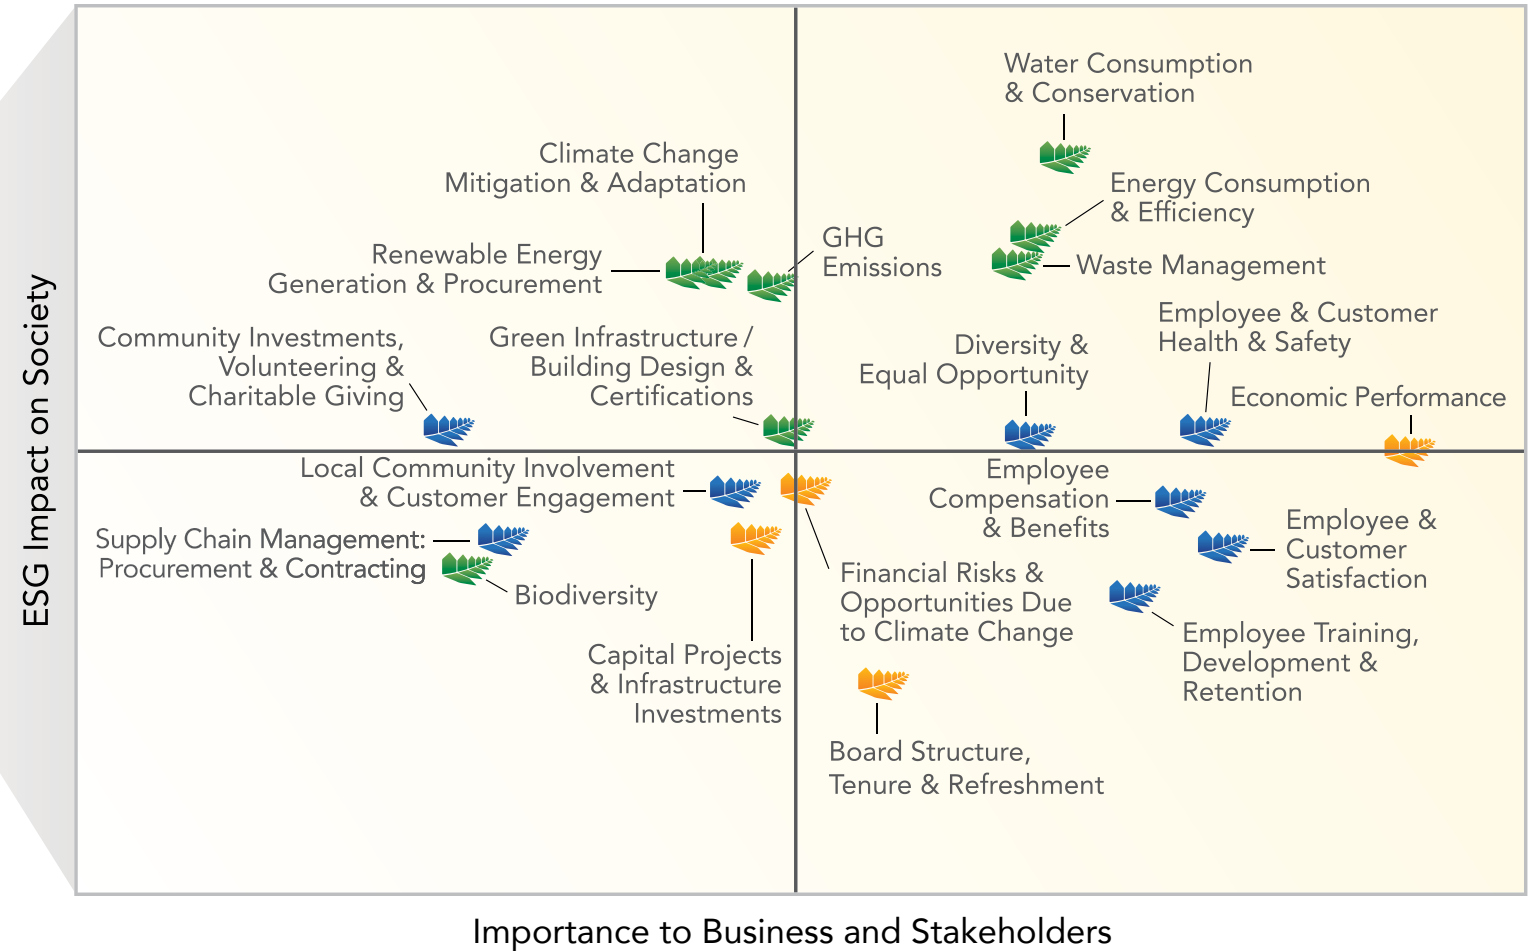 Water Consumption
& Conservation
Climate Change
Mitigation & Adaptation
Energy Consumption
& Efficiency
Renewable Energy
Generation & Procurement
GHG
Emissions
Waste Management
Community Investments,
Volunteering &
Charitable Giving
Green Infrastructure /
Building Design &
Certifications
Diversity &
Equal Opportunity
Employee & Customer
Health & Safety
Economic Performance
Local Community Involvement
& Customer Engagement
Employee
Compensation
& Benefits
Supply Chain Management:
Procurement & Contracting
Biodiversity
Employee &
Customer
Satisfaction
Financial Risks &
Opportunities Due
to Climate Change
Employee Training,
Development &
Retention
Capital Projects
& Infrastructure
Investments
Board Structure,
Tenure & Refreshment
ESG Impact on Society
Importance to Business and Stakeholders